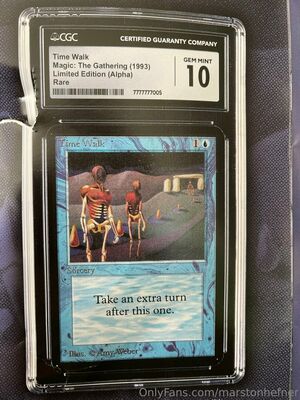 CGC
CERTIFIED GUARANTY COMPANY
Time Walk
Magic: The Gathering (1993)
Limited Edition (Alpha)
Rare
GEM MINT
10
7777777005
Time Walk 1
Sorcery
Take an extra turn
after this one.
Illus. © Amy Weber
OnlyFans.com/marstonhefner